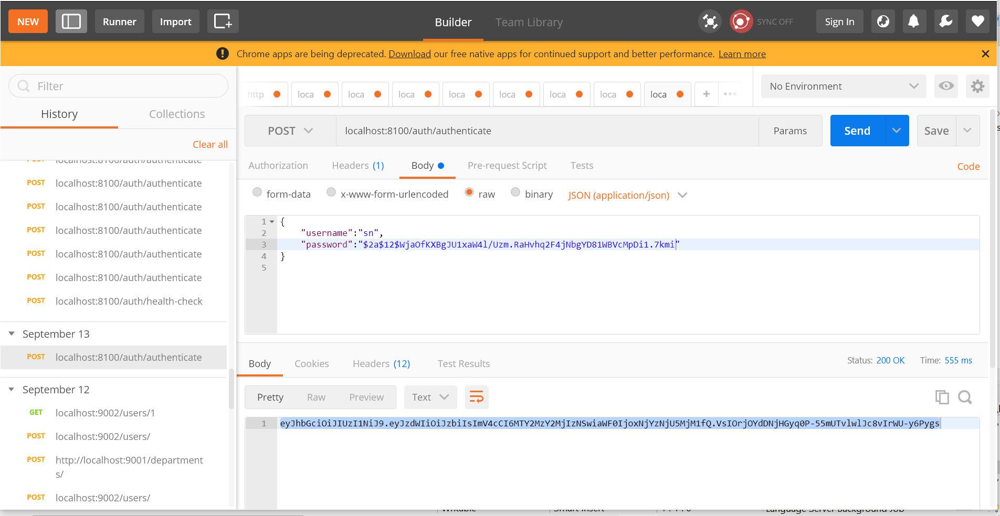 NEW
Runner
Import
Builder
Team Library
SYNC OFF
Sign In
Chrome apps are being deprecated. Download our free native apps for continued support and better performance. Learn more
Filter
History
Collections
Clear all
POST localhost:8100/auth/authenticate
POST localhost:8100/auth/authenticate
POST localhost:8100/auth/authenticate
POST localhost:8100/auth/authenticate
POST localhost:8100/auth/authenticate
POST localhost:8100/auth/authenticate
POST localhost:8100/auth/health-check
September 13
POST localhost:8100/auth/authenticate
September 12
GET localhost:9002/users/1
POST localhost:9002/users/
POST http://localhost:9001/department
s/
POST localhost:9002/users/
http
loca
loca
loca
loca
loca
loca
loca
loca
No Environment
POST
localhost:8100/auth/authenticate
Params
Send
Save
Authorization
Headers (1)
Body
Pre-request Script
Tests
Code
form-data
x-www-form-urlencoded
raw
binary
JSON (application/json)
1 {
2 "username":"sn",
3 "password":"$2a$12$WjaOfKXBgJU1xaW4l/Uzm.RaHvhq2F4jNbgYD81WBVcMpDi1.7kmi"
4 }
5
Body
Cookies
Headers (12)
Test Results
Status: 200 OK
Time: 555 ms
Pretty
Raw
Preview
Text
1 eyJhbGciOiJIUzI1NiJ9.eyJzdWIiOiJzbiIsImV4cCI6MTY2MzY2MjIzNSwiaWF0IjoxNjYzNjU5MjM1fQ.VsIOrjOYdDNjHGyq0P-55mUTvlwlJc8vIrWU-y6Pygs
Writable
Smart Insert
Language Server Background Job